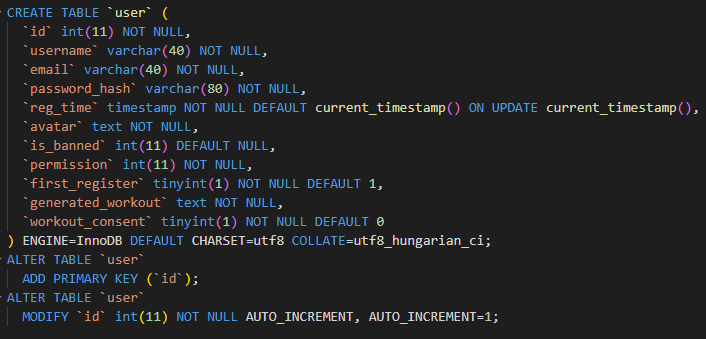 CREATE TABLE `user` (
  `id` int(11) NOT NULL,
  `username` varchar(40) NOT NULL,
  `email` varchar(40) NOT NULL,
  `password_hash` varchar(80) NOT NULL,
  `reg_time` timestamp NOT NULL DEFAULT current_timestamp() ON UPDATE current_timestamp(),
  `avatar` text NOT NULL,
  `is_banned` int(11) DEFAULT NULL,
  `permission` int(11) NOT NULL,
  `first_register` tinyint(1) NOT NULL DEFAULT 1,
  `generated_workout` text NOT NULL,
  `workout_consent` tinyint(1) NOT NULL DEFAULT 0
) ENGINE=InnoDB DEFAULT CHARSET=utf8 COLLATE=utf8_hungarian_ci;
ALTER TABLE `user`
  ADD PRIMARY KEY (`id`);
ALTER TABLE `user`
  MODIFY `id` int(11) NOT NULL AUTO_INCREMENT, AUTO_INCREMENT=1;